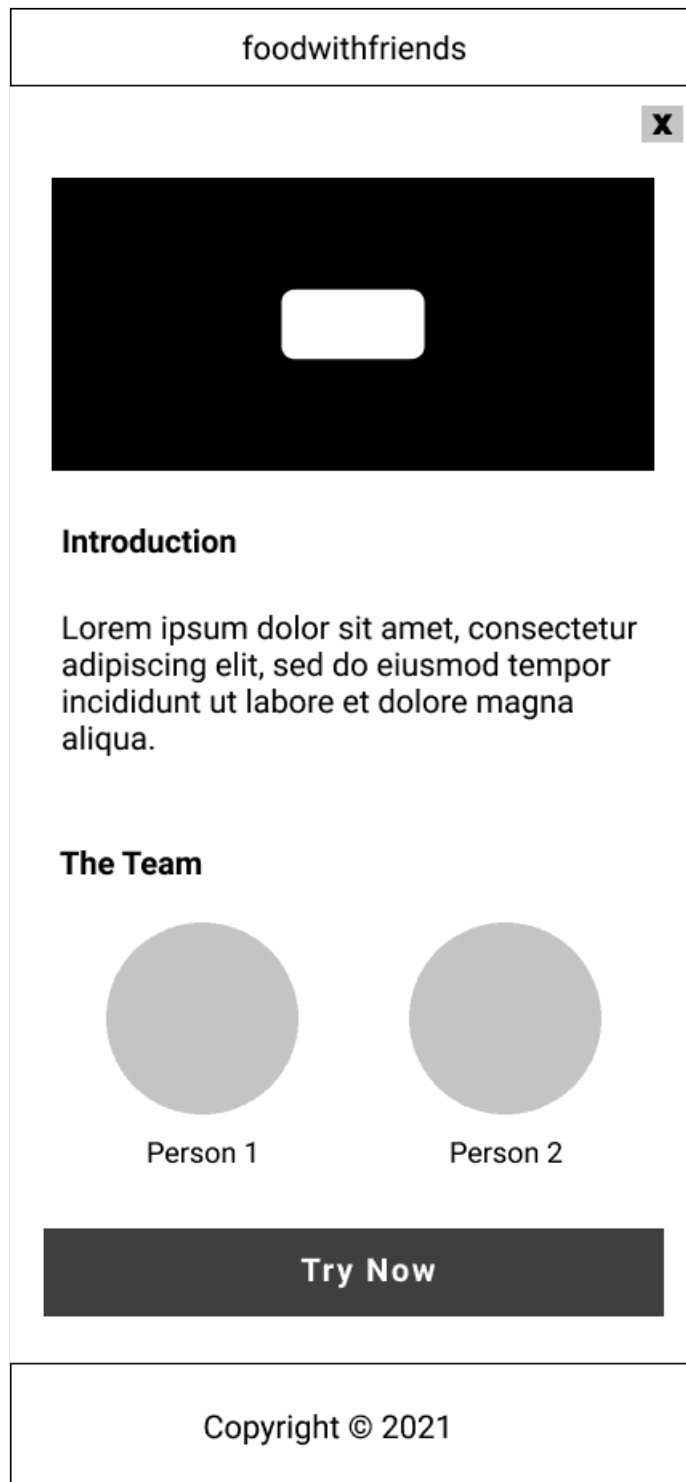 foodwithfriends
X
Introduction
Lorem ipsum dolor sit amet, consectetur
adipiscing elit, sed do eiusmod tempor
incididunt ut labore et dolore magna
aliqua.
The Team
Person 1
Person 2
Try Now
Copyright © 2021